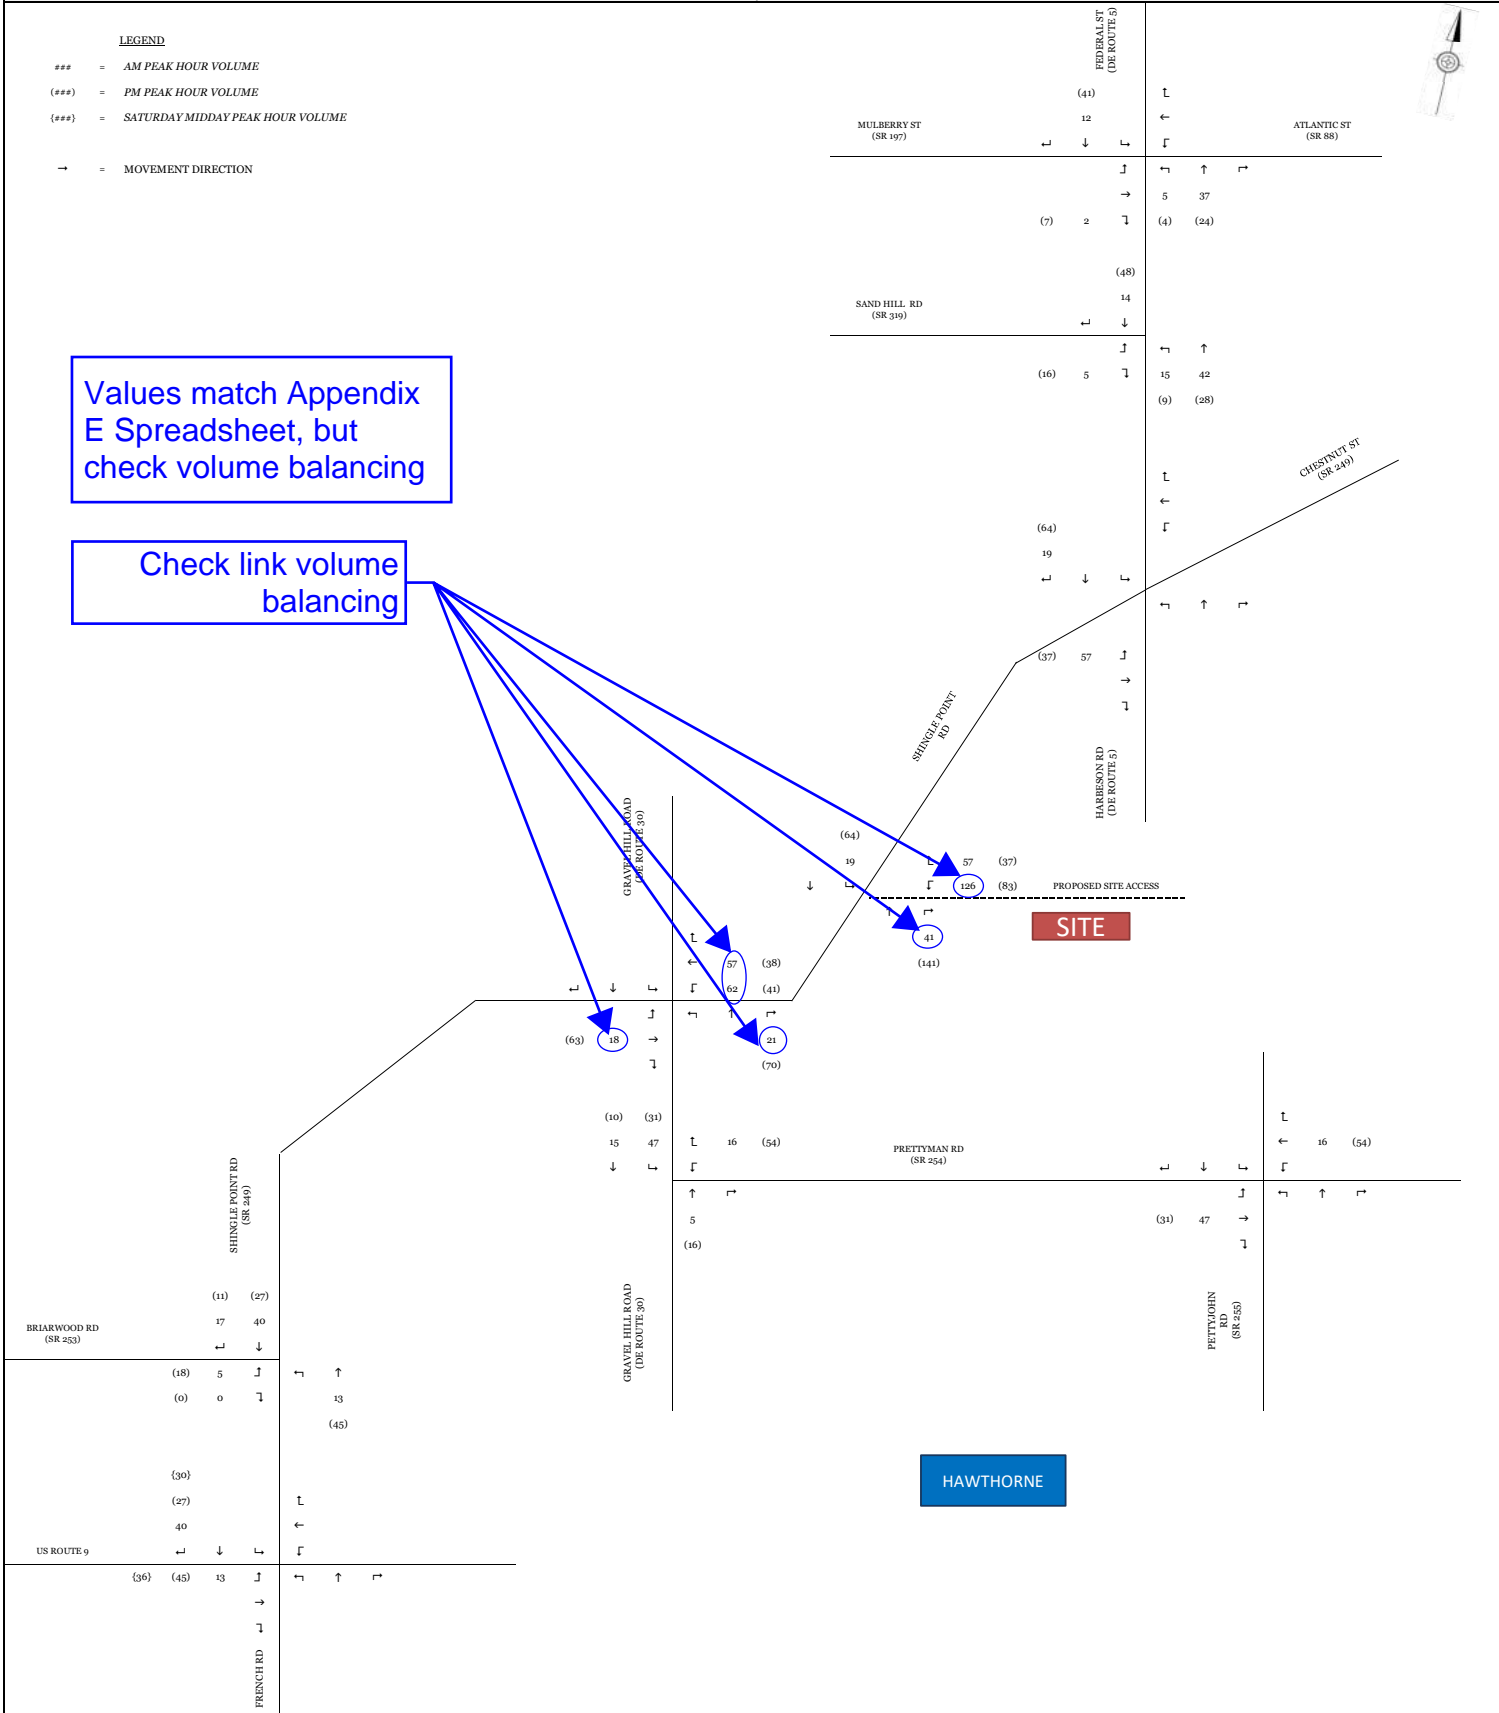 LEGEND
### = AM PEAK HOUR VOLUME
(###) = PM PEAK HOUR VOLUME
{###} = SATURDAY MIDDAY PEAK HOUR VOLUME
→ = MOVEMENT DIRECTION
FEDERAL ST
(DE ROUTE 5)
(41)
12
MULBERRY ST
(SR 197)
ATLANTIC ST
(SR 88)
5 37
(7) 2 (4) (24)
(48)
14
SAND HILL RD
(SR 319)
(16) 5 15 42
(9) (28)
Values match Appendix
E Spreadsheet, but
check volume balancing
CHESTNUT ST
(SR 249)
(64)
19
Check link volume
balancing
(37) 57
SHINGLE POINT
RD
HARBESON RD
(DE ROUTE 5)
GRAVEL HILL ROAD
(DE ROUTE 30)
(64)
19 57 (37)
126 (83) PROPOSED SITE ACCESS
SITE
41
(141)
57 (38)
62 (41)
(63) 18 21
(70)
(10) (31)
15 47 16 (54)
PRETTYMAN RD
(SR 254)
16 (54)
5
(16)
(31) 47
SHINGLE POINT RD
(SR 249)
GRAVEL HILL ROAD
(DE ROUTE 30)
PETTYJOHN
RD
(SR 255)
(11) (27)
17 40
BRIARWOOD RD
(SR 253)
(18) 5
(0) 0 13
(45)
HAWTHORNE
{30}
(27)
40
US ROUTE 9
{36} (45) 13
FRENCH RD